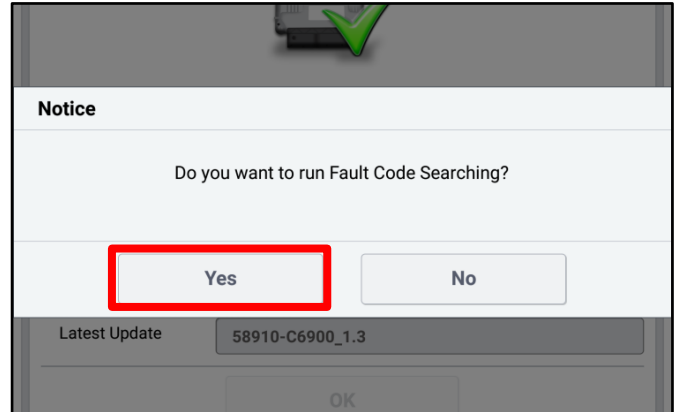 Notice
Do you want to run Fault Code Searching?
Yes No
Latest Update 58910-C6900_1.3
OK